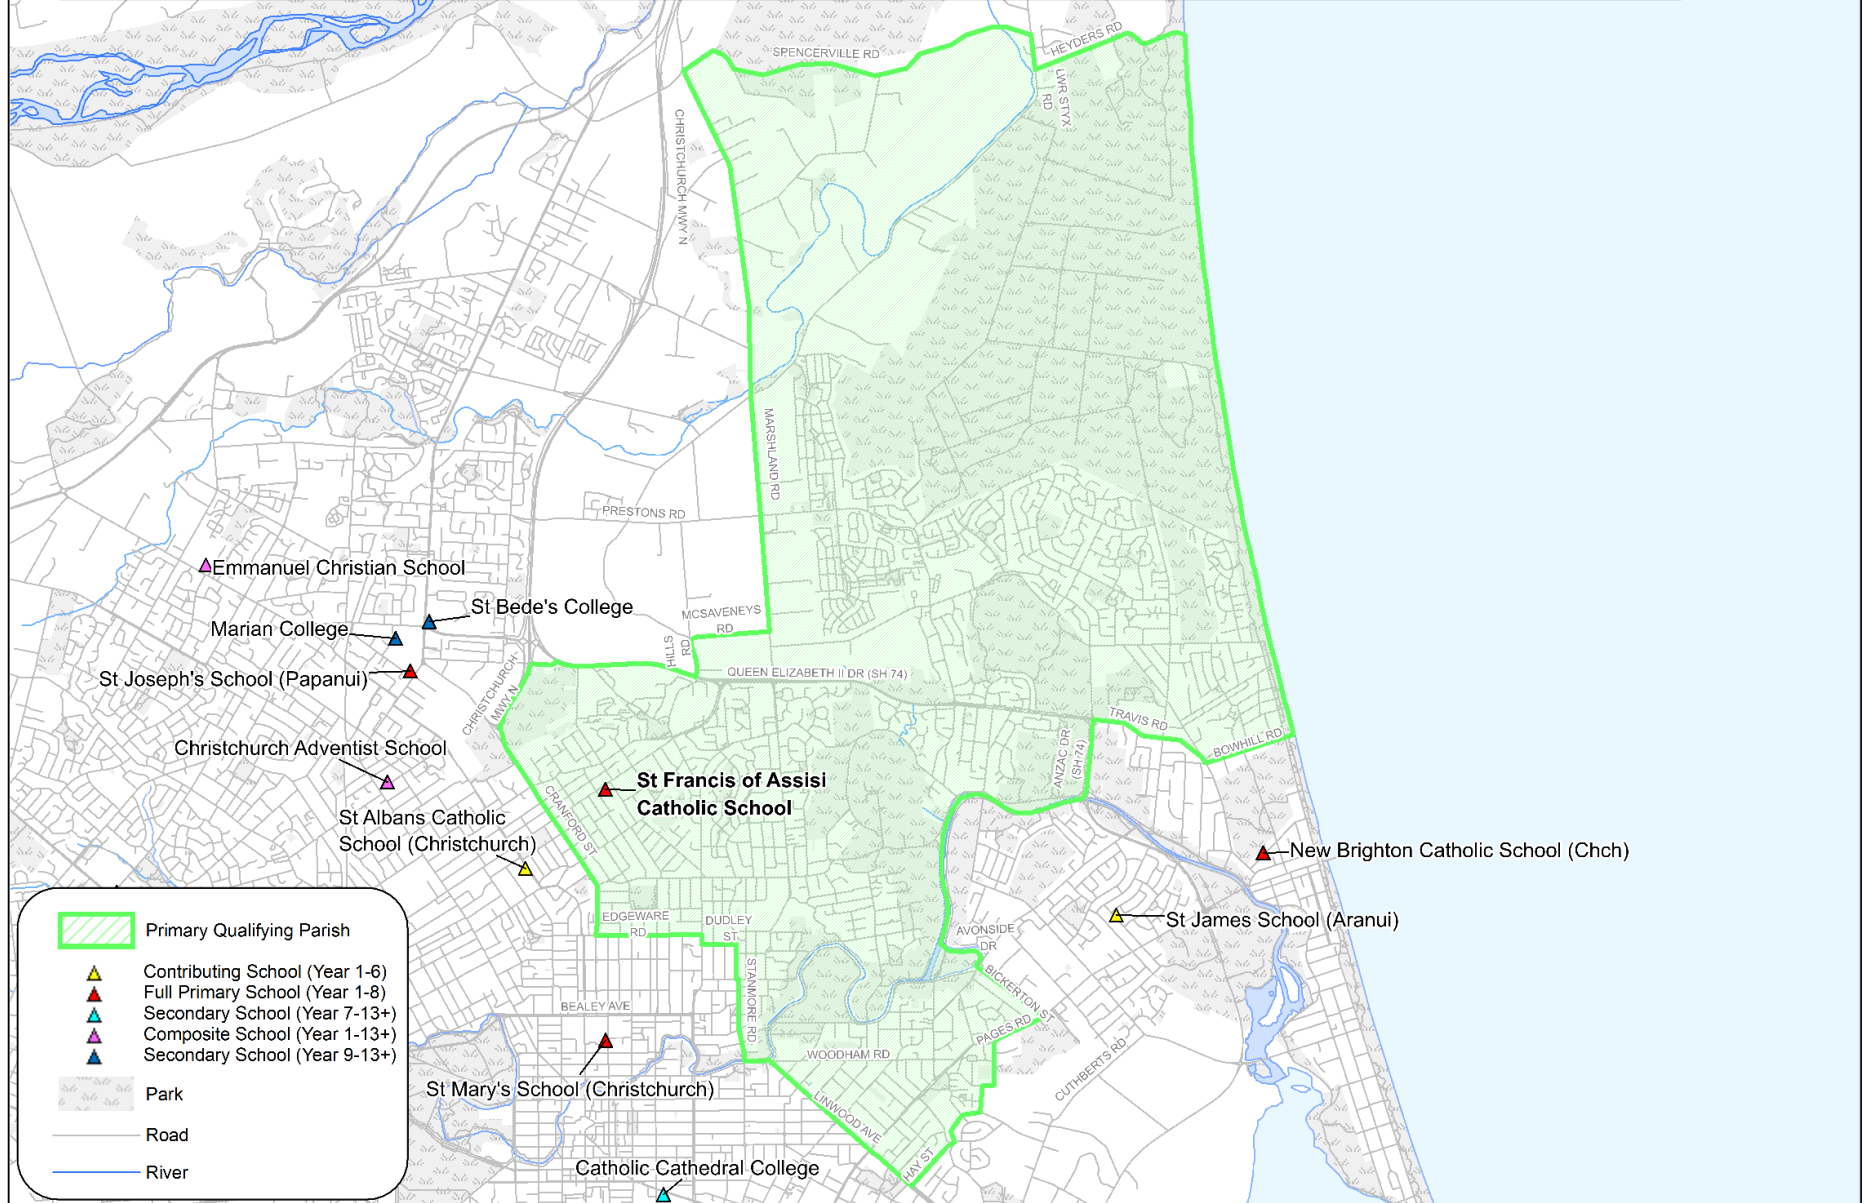 SPENCERVILLE RD
HEYDERS RD
LWR STYX
RD
CHRISTCHURCH MWY N
MARSHLAND RD
PRESTONS RD
Emmanuel Christian School
St Bede's College
MCSAVENEYS
RD
Marian College
HILLS
RD
St Joseph's School (Papanui)
CHRISTCHURCH
MWY N
QUEEN ELIZABETH II DR (SH 74)
TRAVIS RD
BOWHILL RD
ANZAC DR
(SH 74)
Christchurch Adventist School
St Francis of Assisi
Catholic School
CRANFORD ST
St Albans Catholic
School (Christchurch)
New Brighton Catholic School (Chch)
St James School (Aranui)
EDGEWARE
RD
DUDLEY
ST
AVONSIDE
DR
STANMORE RD
BICKERTON ST
BEALEY AVE
PAGES RD
WOODHAM RD
CUTHBERTS RD
St Mary's School (Christchurch)
LINWOOD AVE
HAY ST
Catholic Cathedral College
Primary Qualifying Parish
Contributing School (Year 1-6)
Full Primary School (Year 1-8)
Secondary School (Year 7-13+)
Composite School (Year 1-13+)
Secondary School (Year 9-13+)
Park
Road
River